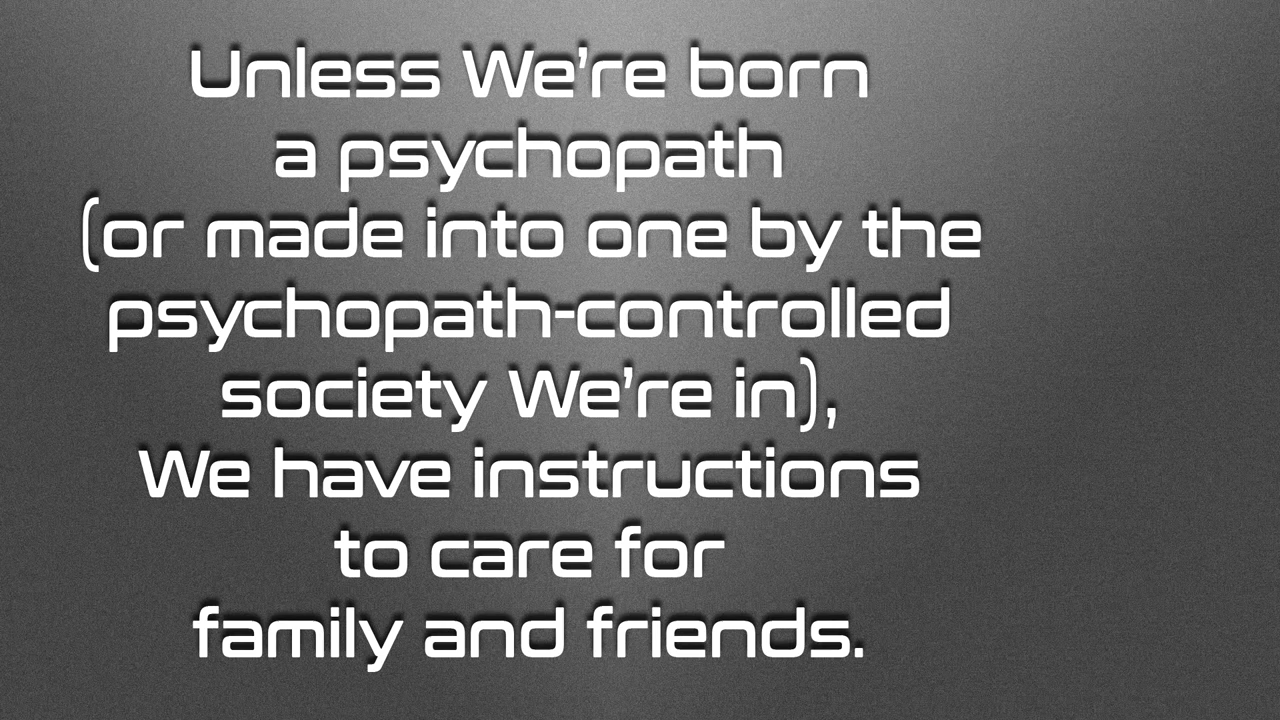 Unless We’re born
a psychopath
(or made into one by the
psychopath-controlled
society We’re in),
We have instructions
to care for
family and friends.